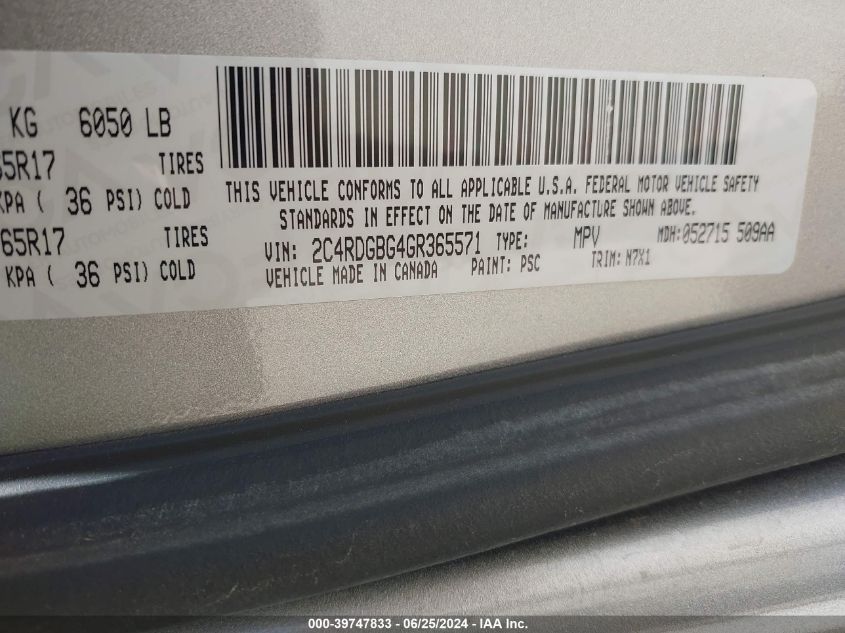 KG 6050 LB
65R17 TIRES
KPA ( 36 PSI) COLD
65R17 TIRES
KPA ( 36 PSI) COLD
THIS VEHICLE CONFORMS TO ALL APPLICABLE U.S.A. FEDERAL MOTOR VEHICLE SAFETY
STANDARDS IN EFFECT ON THE DATE OF MANUFACTURE SHOWN ABOVE.
VIN: 2C4RDGBG4GR365571 TYPE: MPV MDH: 052715 509AA
VEHICLE MADE IN CANADA PAINT: PSC TRIM: N7X1
000-39747833 - 06/25/2024 - IAA Inc.